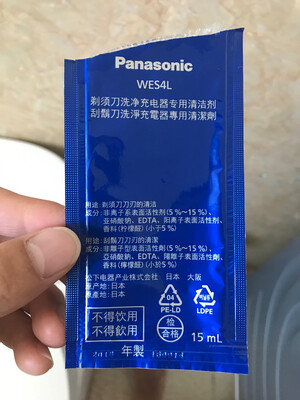 Panasonic
WES4L
剃须刀洗净充电器专用清洁剂
刮鬍刀洗淨充電器專用清潔劑
用途:剃须刀刀刃的清洁
成分:非离子系表面活性剂(5%~15%)、
亚硝酸钠、EDTA、阳离子表面活性剂、
香料(柠檬醛)(小于5%)
用途:刮鬍刀刀刃的清潔
成分:非離子型表面活性劑(5%~15%)、
亞硝酸鈉、EDTA、陽離子表面活性劑、
香料(檸檬醛)(小於5%)
松下电器产业株式会社 日本 大阪
原产地:日本
原產地:日本
04
PE-LD
LDPE
不得饮用
不得飲用
检
合格
15 mL
年製